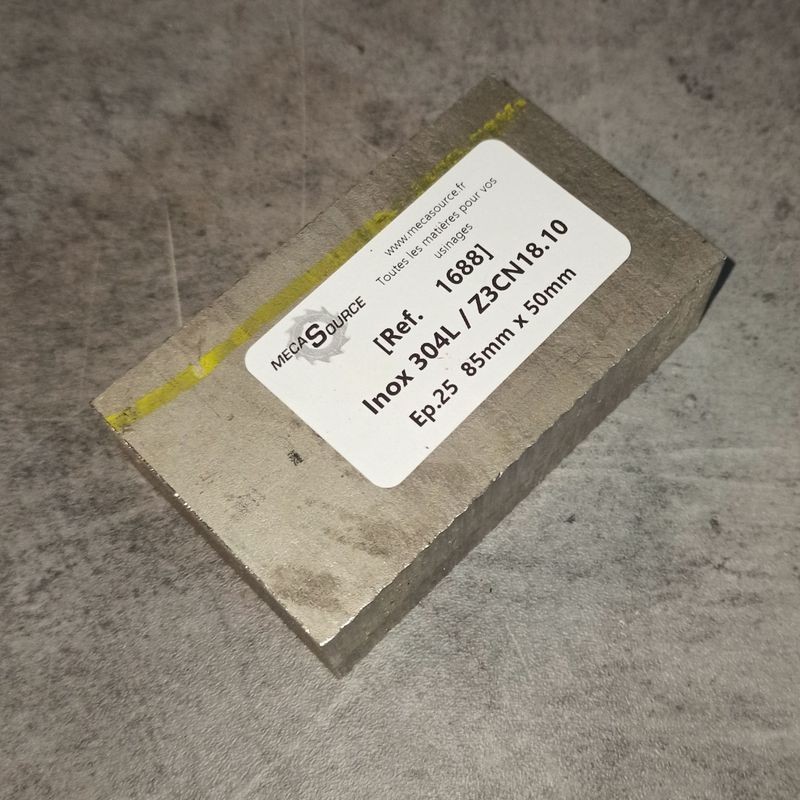 MECASOURCE
www.mecasource.fr
Toutes les matières pour vos
usinages
[Ref. 1688]
Inox 304L / Z3CN18.10
Ep.25 85mm x 50mm